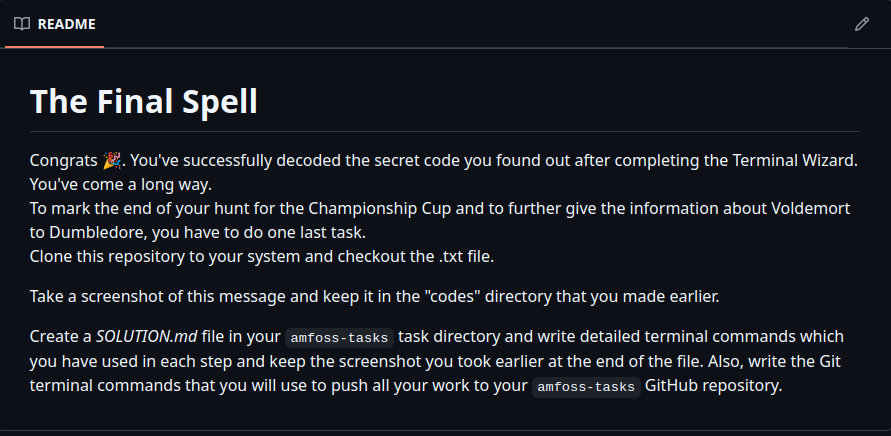 README
The Final Spell
Congrats 🎉. You've successfully decoded the secret code you found out after completing the Terminal Wizard.
You've come a long way.
To mark the end of your hunt for the Championship Cup and to further give the information about Voldemort
to Dumbledore, you have to do one last task.
Clone this repository to your system and checkout the .txt file.
Take a screenshot of this message and keep it in the "codes" directory that you made earlier.
Create a SOLUTION.md file in your amfoss-tasks task directory and write detailed terminal commands which
you have used in each step and keep the screenshot you took earlier at the end of the file. Also, write the Git
terminal commands that you will use to push all your work to your amfoss-tasks GitHub repository.